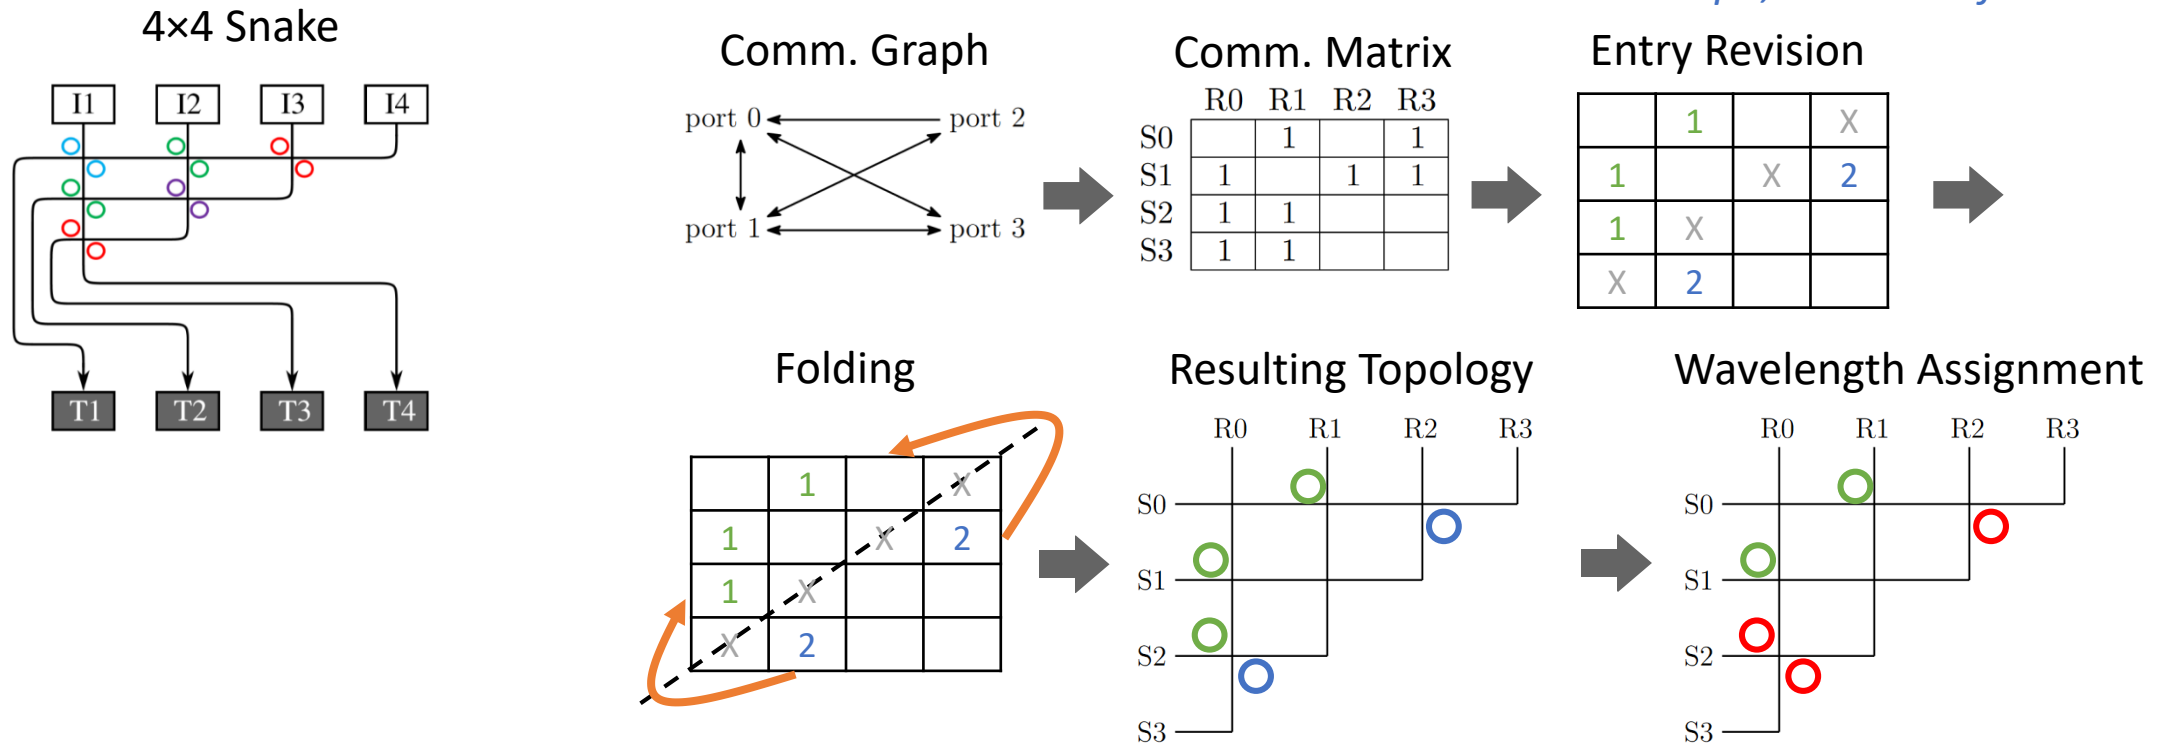 4×4 Snake
I1 I2 I3 I4
T1 T2 T3 T4
Comm. Graph
port 0 port 2
port 1 port 3
Comm. Matrix
R0 R1 R2 R3
S0 1 1
S1 1 1 1
S2 1 1
S3 1 1
Entry Revision
1 X
1 X 2
1 X
X 2
Folding
1 X
1 X 2
1 X
X 2
Resulting Topology
R0 R1 R2 R3
S0
S1
S2
S3
Wavelength Assignment
R0 R1 R2 R3
S0
S1
S2
S3